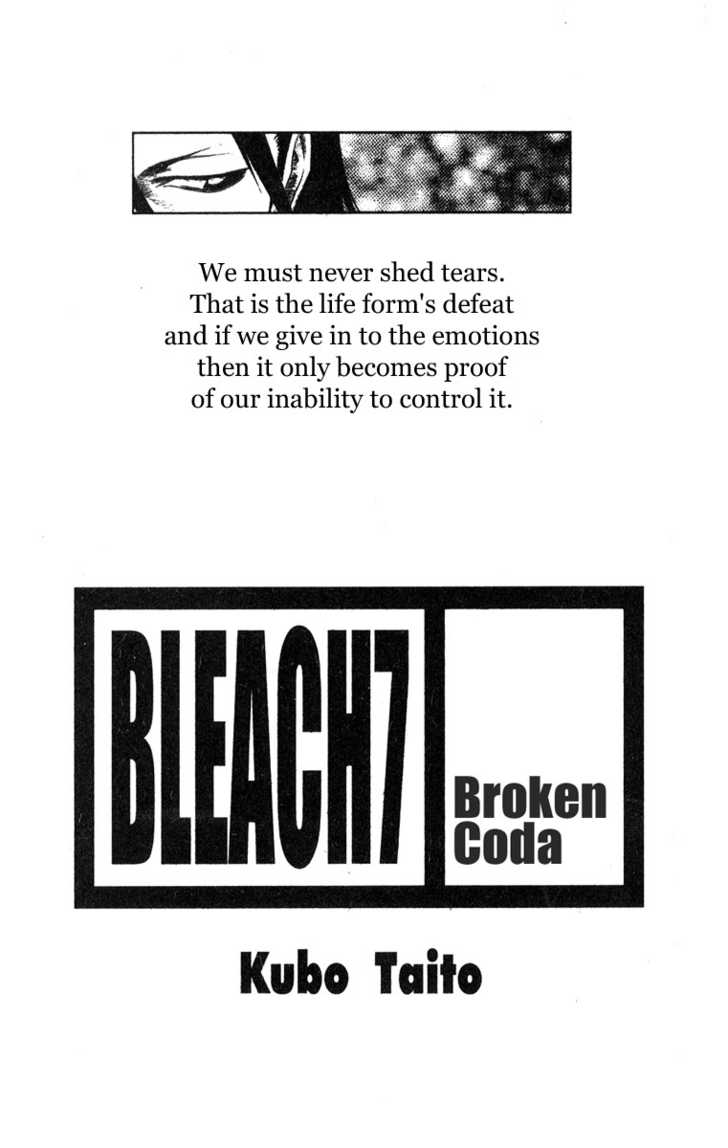 We must never shed tears.
That is the life form's defeat
and if we give in to the emotions
then it only becomes proof
of our inability to control it.
BLEACH7
Broken
Coda
Kubo Taito